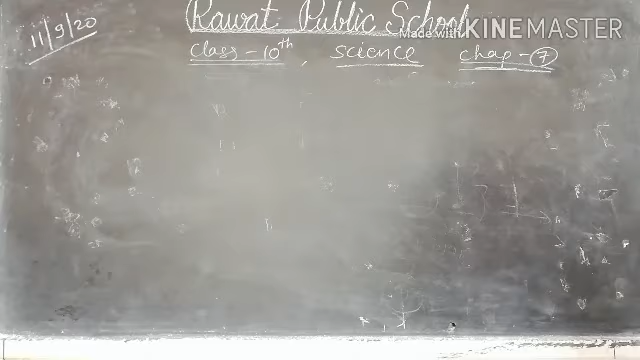 Rawat Public School
Made with KINEMASTER
11/9/20
Class - 10th, Science Chap - 7